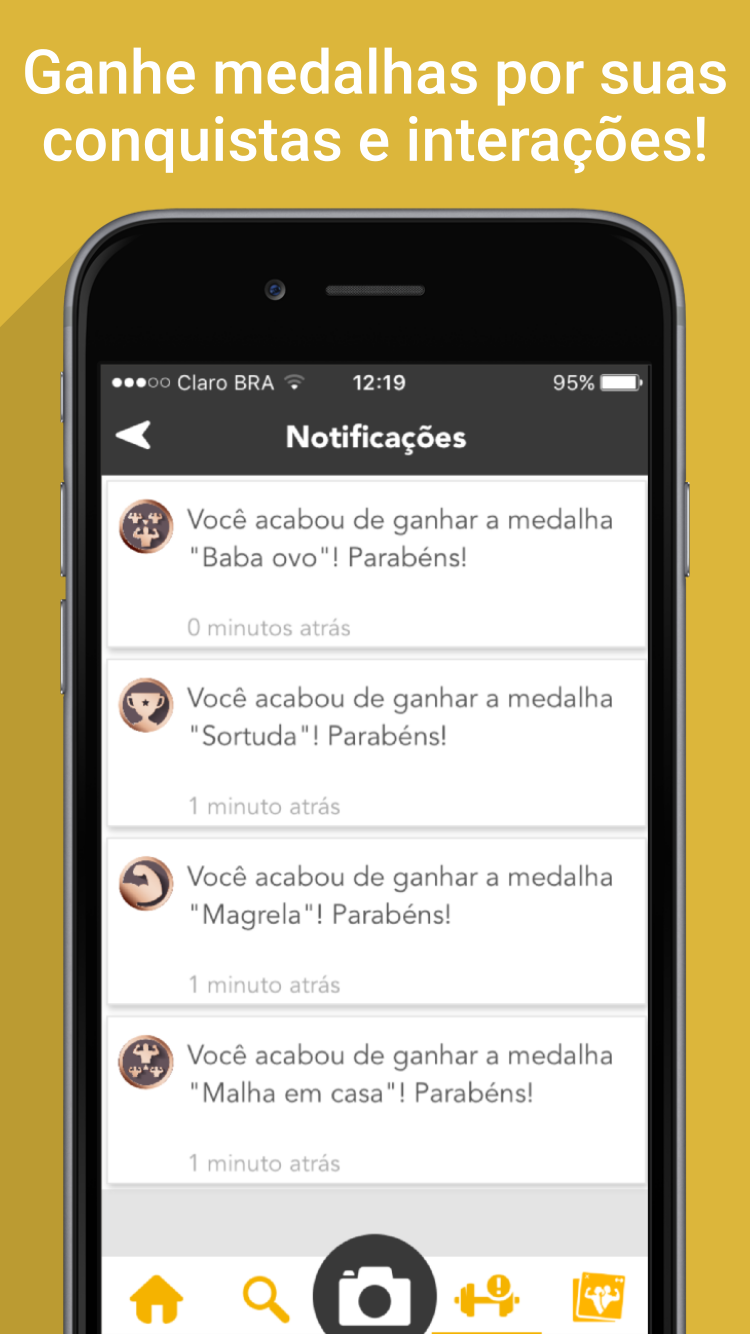 Ganhe medalhas por suas
conquistas e interações!
Claro BRA 12:19 95%
Notificações
Você acabou de ganhar a medalha
"Baba ovo"! Parabéns!
0 minutos atrás
Você acabou de ganhar a medalha
"Sortuda"! Parabéns!
1 minuto atrás
Você acabou de ganhar a medalha
"Magrela"! Parabéns!
1 minuto atrás
Você acabou de ganhar a medalha
"Malha em casa"! Parabéns!
1 minuto atrás